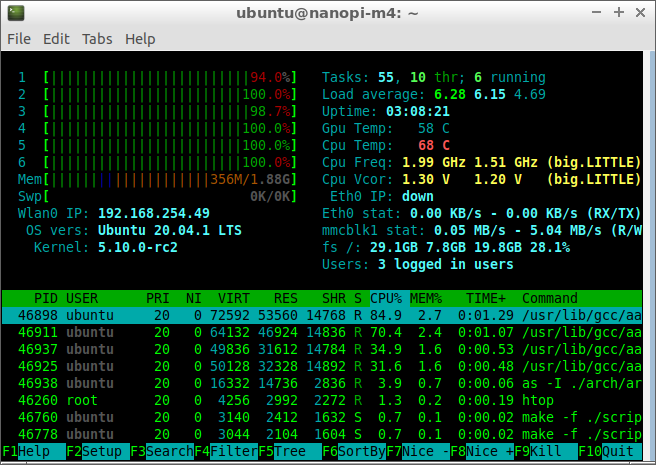 ubuntu@nanopi-m4: ~
File Edit Tabs Help
1 [||||||||||||||||||||||||||94.0%] Tasks: 55, 10 thr; 6 running
2 [|||||||||||||||||||||||||100.0%] Load average: 6.28 6.15 4.69
3 [||||||||||||||||||||||||||98.7%] Uptime: 03:08:21
4 [|||||||||||||||||||||||||100.0%] Gpu Temp: 58 C
5 [|||||||||||||||||||||||||100.0%] Cpu Temp: 68 C
6 [|||||||||||||||||||||||||100.0%] Cpu Freq: 1.99 GHz 1.51 GHz (big.LITTLE)
Mem[||||||||||||||||||||356M/1.88G] Cpu Vcor: 1.30 V 1.20 V (big.LITTLE)
Swp[ 0K/0K] Eth0 IP: down
Wlan0 IP: 192.168.254.49 Eth0 stat: 0.00 KB/s - 0.00 KB/s (RX/TX)
OS vers: Ubuntu 20.04.1 LTS mmcblk1 stat: 0.05 MB/s - 5.04 MB/s (R/W
Kernel: 5.10.0-rc2 fs /: 29.1GB 7.8GB 19.8GB 28.1%
Users: 3 logged in users
PID USER PRI NI VIRT RES SHR S CPU% MEM% TIME+ Command
46898 ubuntu 20 0 72592 53560 14768 R 84.9 2.7 0:01.29 /usr/lib/gcc/aa
46911 ubuntu 20 0 64132 46924 14836 R 70.4 2.4 0:01.07 /usr/lib/gcc/aa
46937 ubuntu 20 0 49836 31612 14784 R 34.9 1.6 0:00.53 /usr/lib/gcc/aa
46925 ubuntu 20 0 50128 32328 14892 R 31.6 1.6 0:00.48 /usr/lib/gcc/aa
46938 ubuntu 20 0 16332 14736 2836 R 3.9 0.7 0:00.06 as -I ./arch/ar
46260 root 20 0 4256 2992 2272 R 1.3 0.2 0:00.19 htop
46760 ubuntu 20 0 3140 2412 1632 S 0.7 0.1 0:00.02 make -f ./scrip
46778 ubuntu 20 0 3044 2104 1604 S 0.7 0.1 0:00.02 make -f ./scrip
F1Help F2Setup F3SearchF4FilterF5Tree F6SortByF7Nice -F8Nice +F9Kill F10Quit